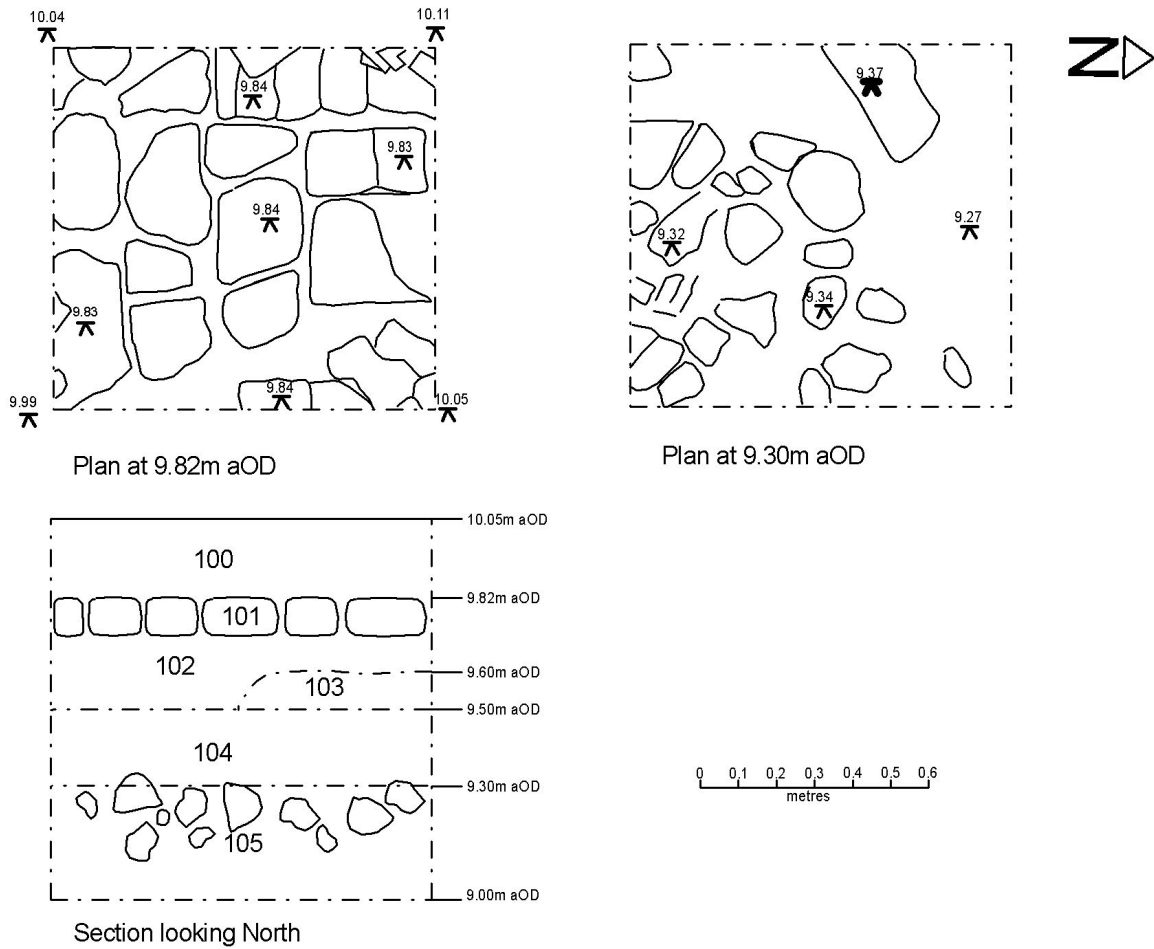 10.04
10.11
9.84
9.83
9.84
9.83
9.84
9.99
10.05
Plan at 9.82m aOD
9.37
9.32
9.27
9.34
Plan at 9.30m aOD
N
10.05m aOD
100
9.82m aOD
101
102
9.60m aOD
103
9.50m aOD
104
9.30m aOD
105
9.00m aOD
Section looking North
0 0.1 0.2 0.3 0.4 0.5 0.6
metres